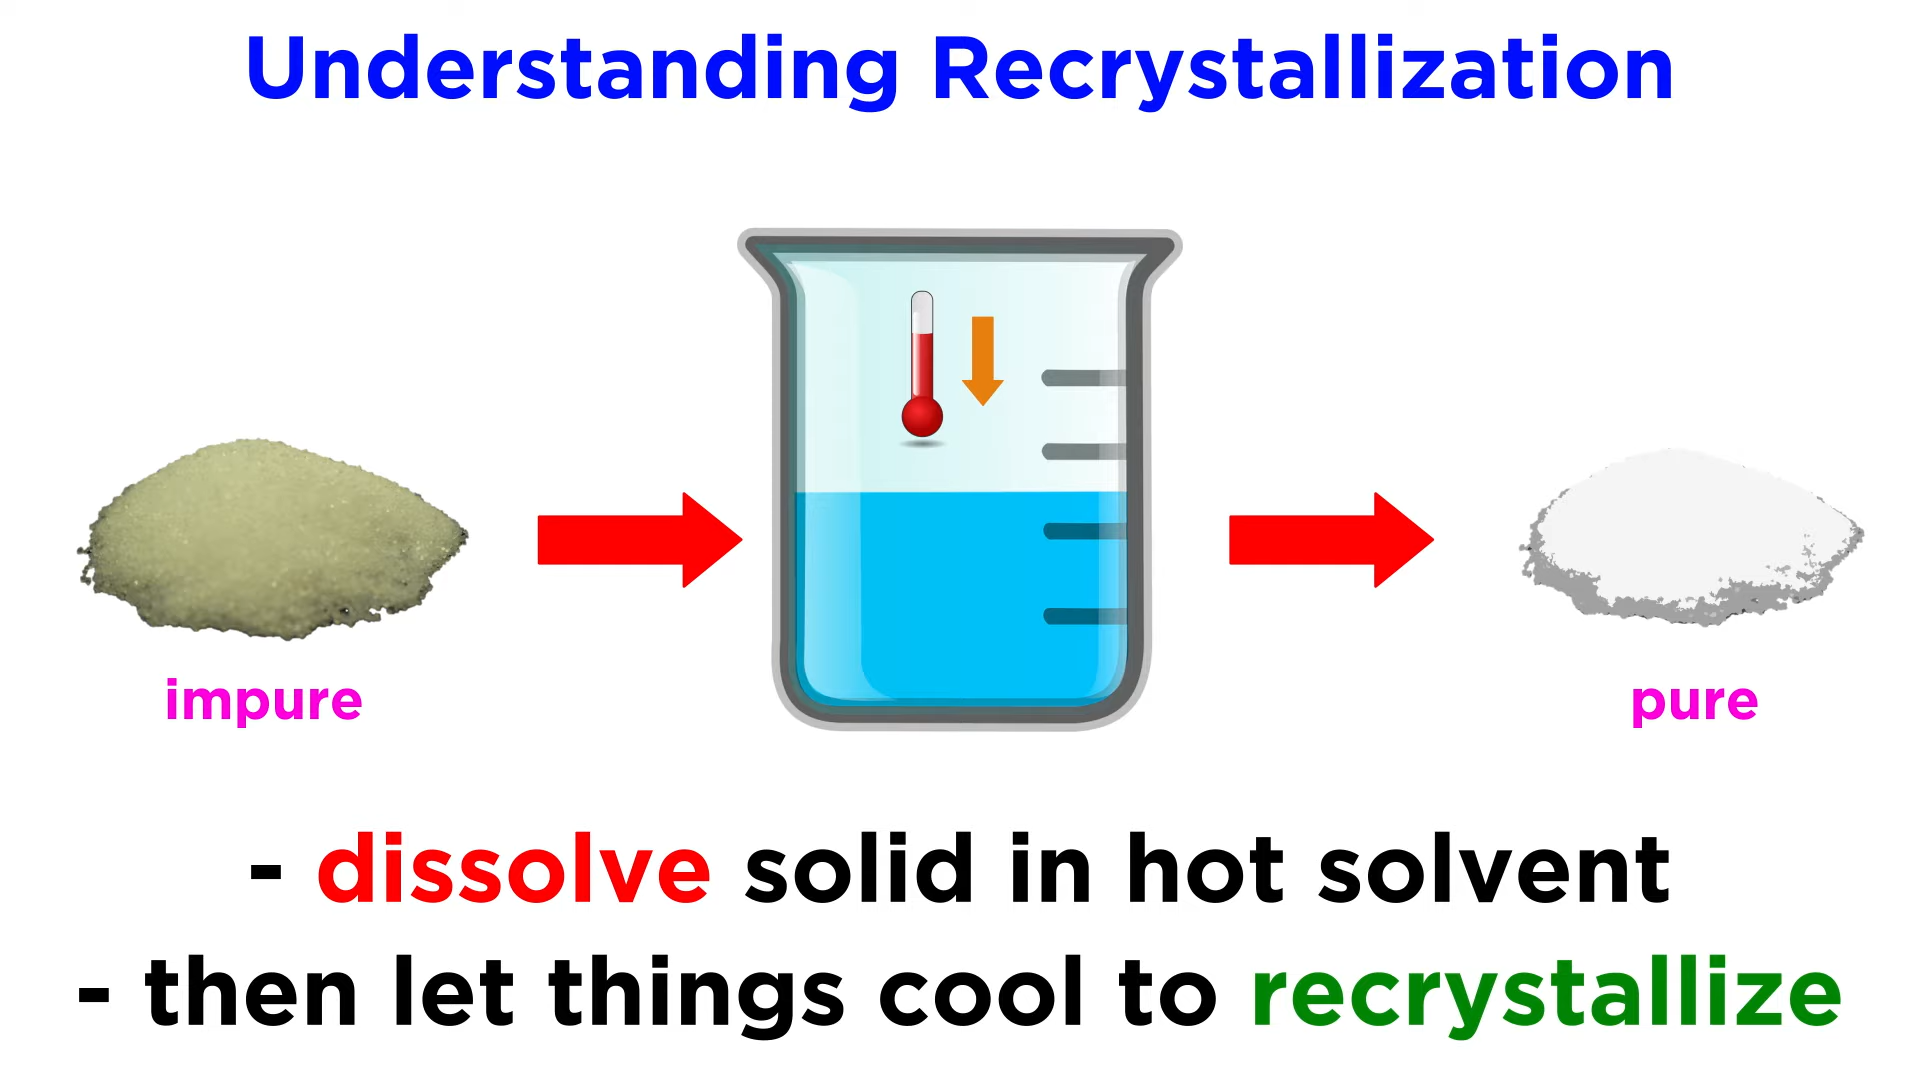 Understanding Recrystallization
impure
pure
- dissolve solid in hot solvent
- then let things cool to recrystallize